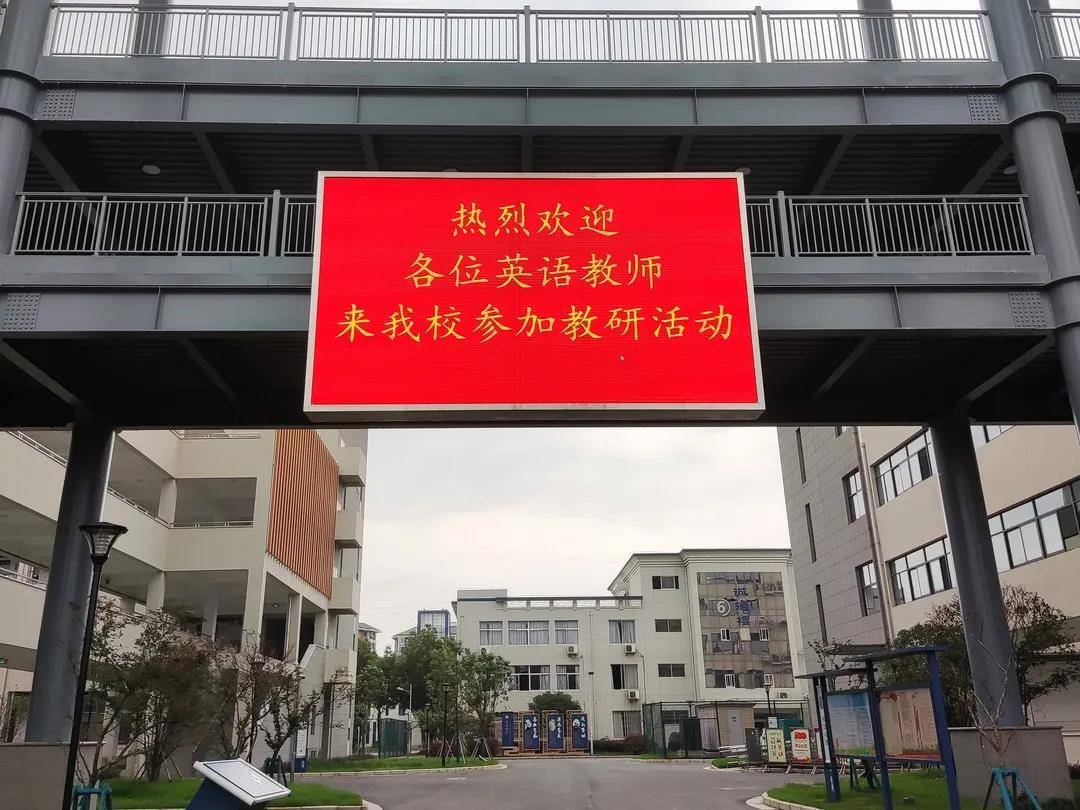 热烈欢迎
各位英语教师
来我校参加教研活动
⑥